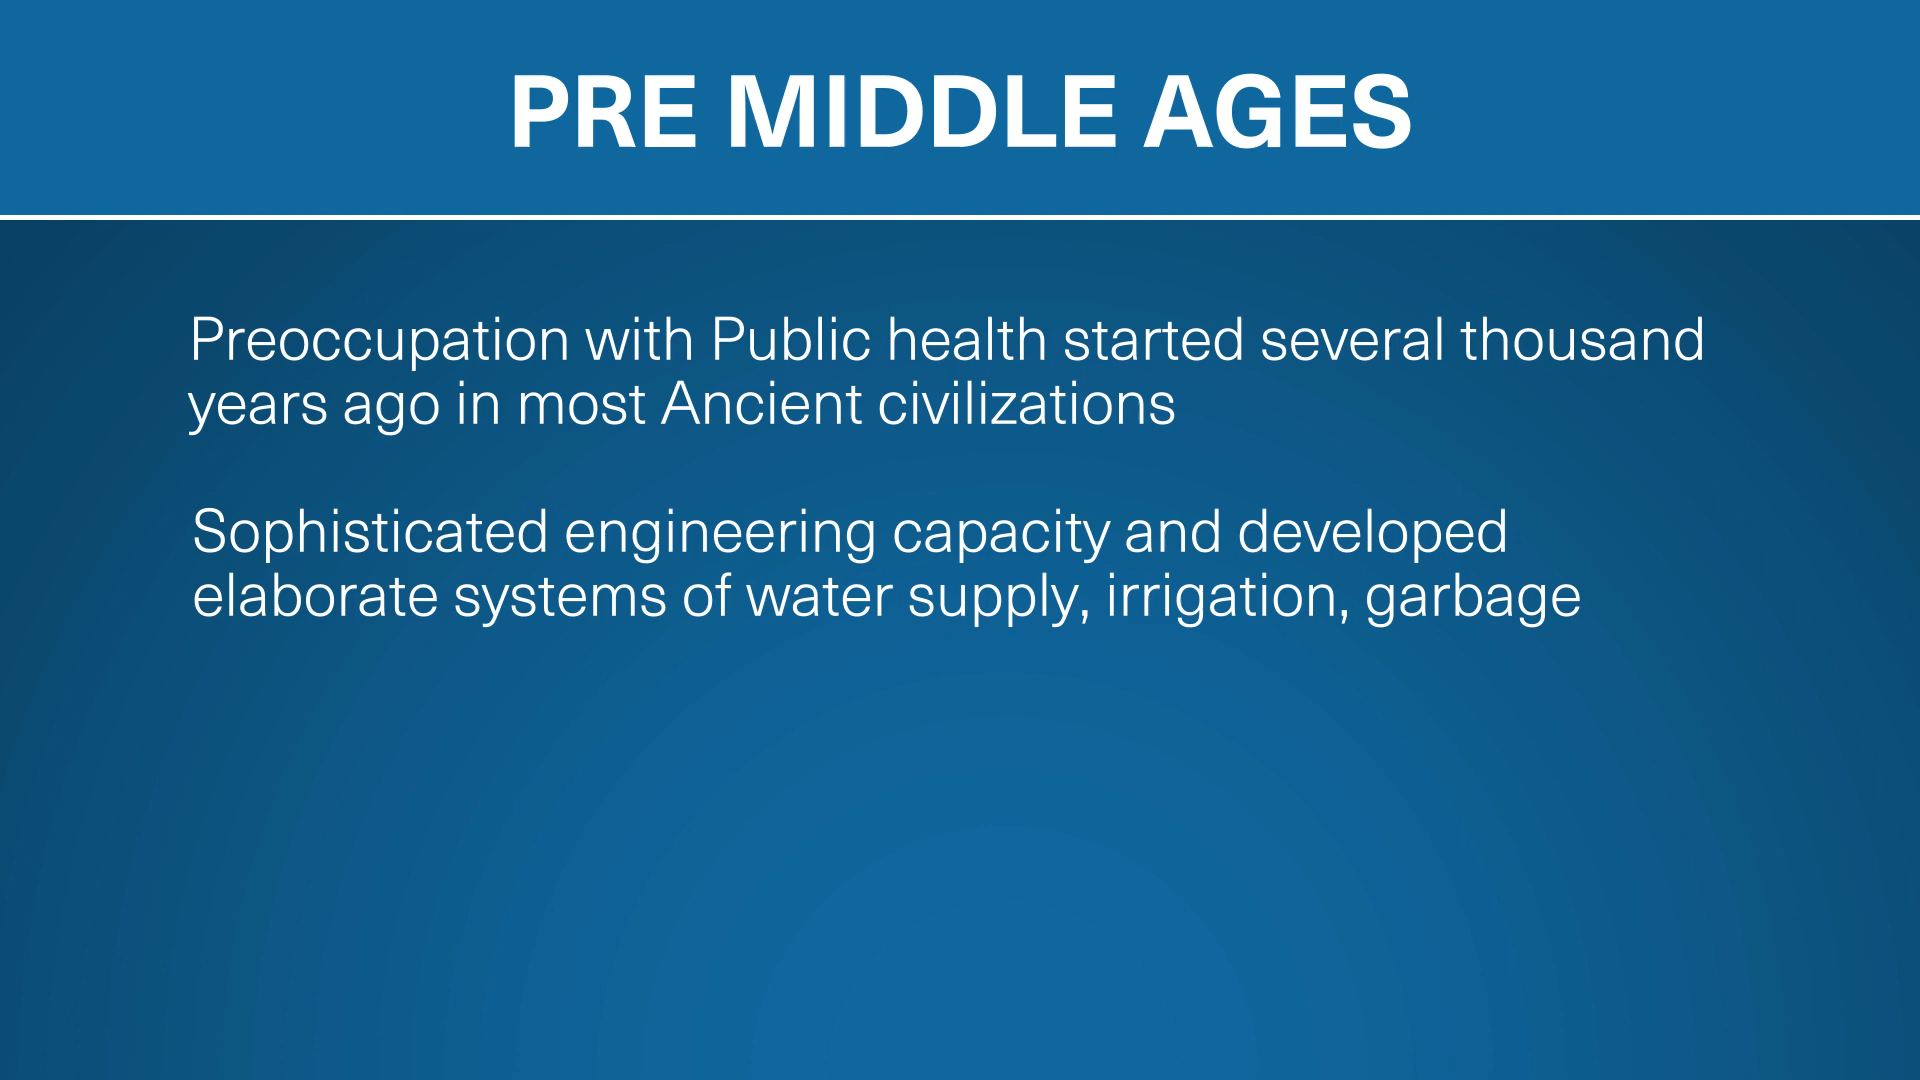 PRE MIDDLE AGES
Preoccupation with Public health started several thousand
years ago in most Ancient civilizations
Sophisticated engineering capacity and developed
elaborate systems of water supply, irrigation, garbage